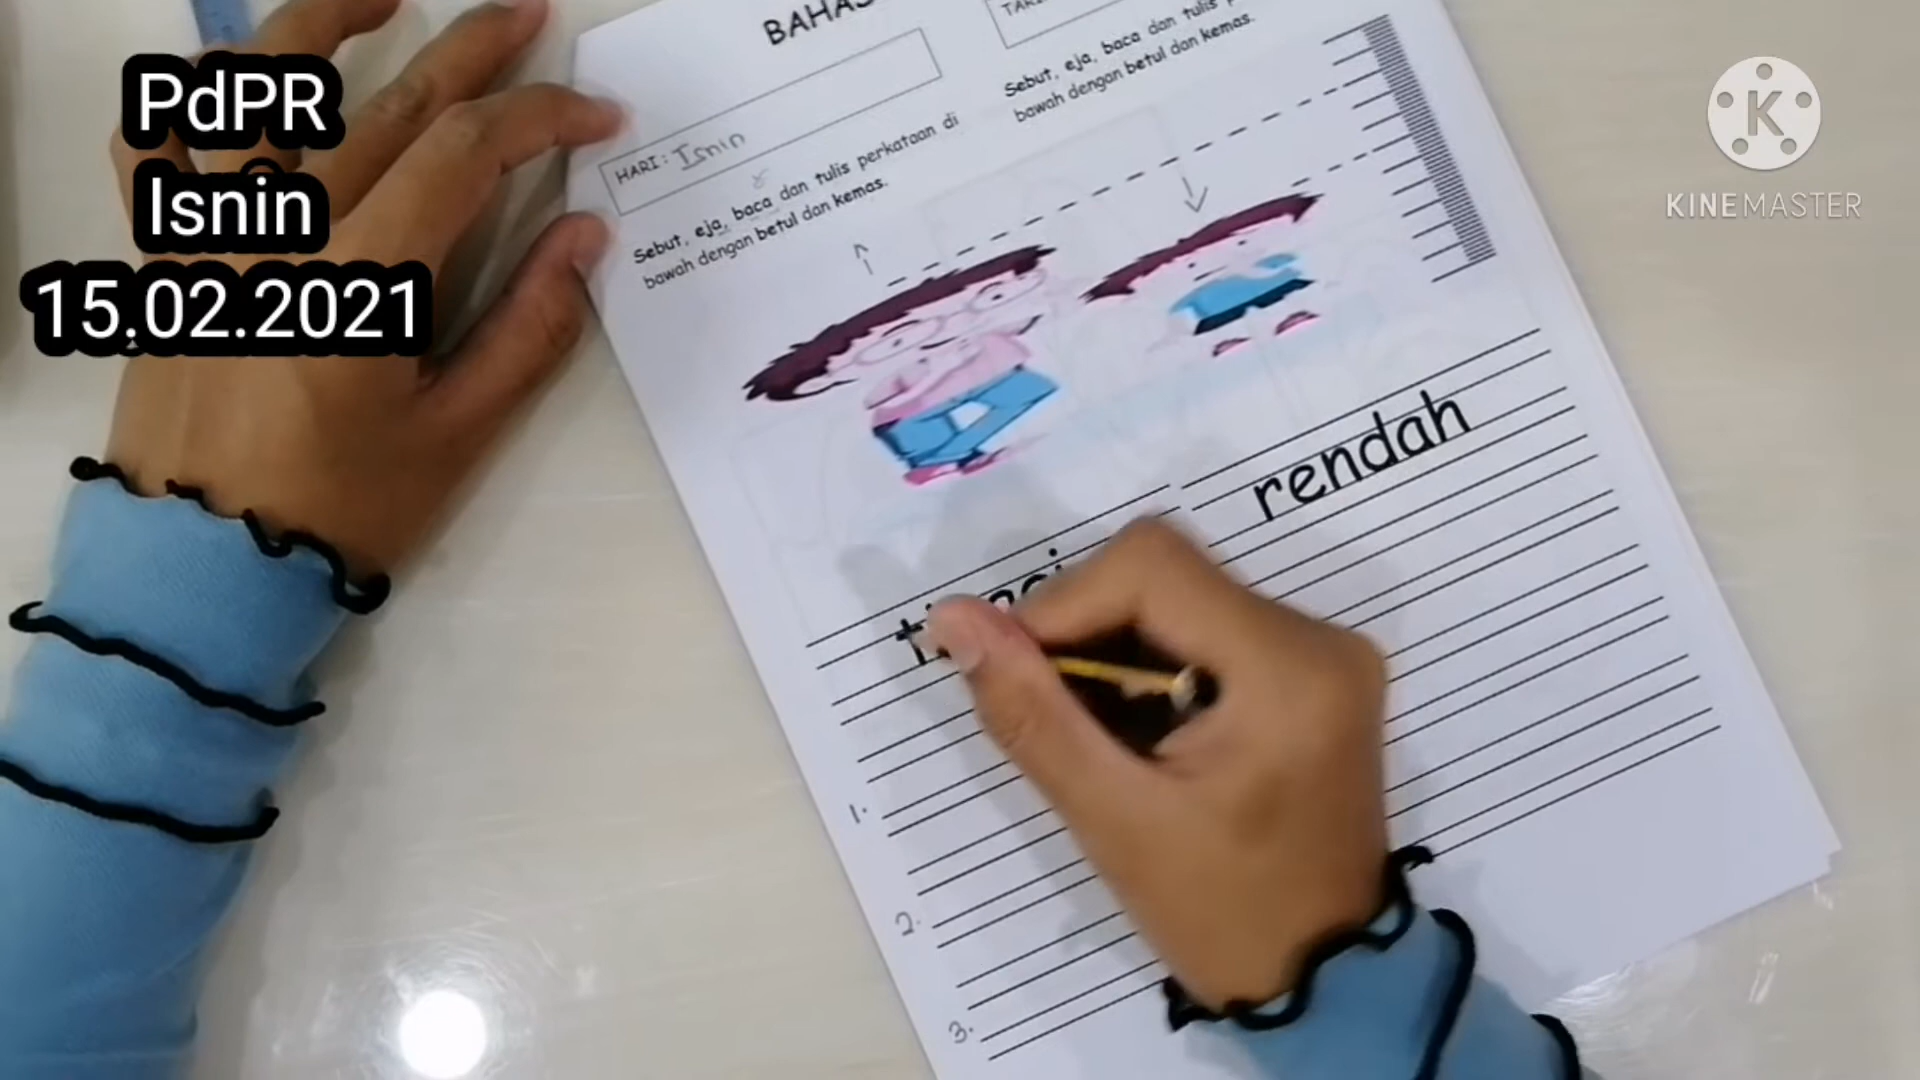 PdPR
Isnin
15.02.2021
KINEMASTER
HARI: Isnin
Sebut, eja, baca dan tulis perkataan di
bawah dengan betul dan kemas.
Sebut, eja, baca dan tulis
bawah dengan betul dan kemas.
rendah
1.
2.
3.